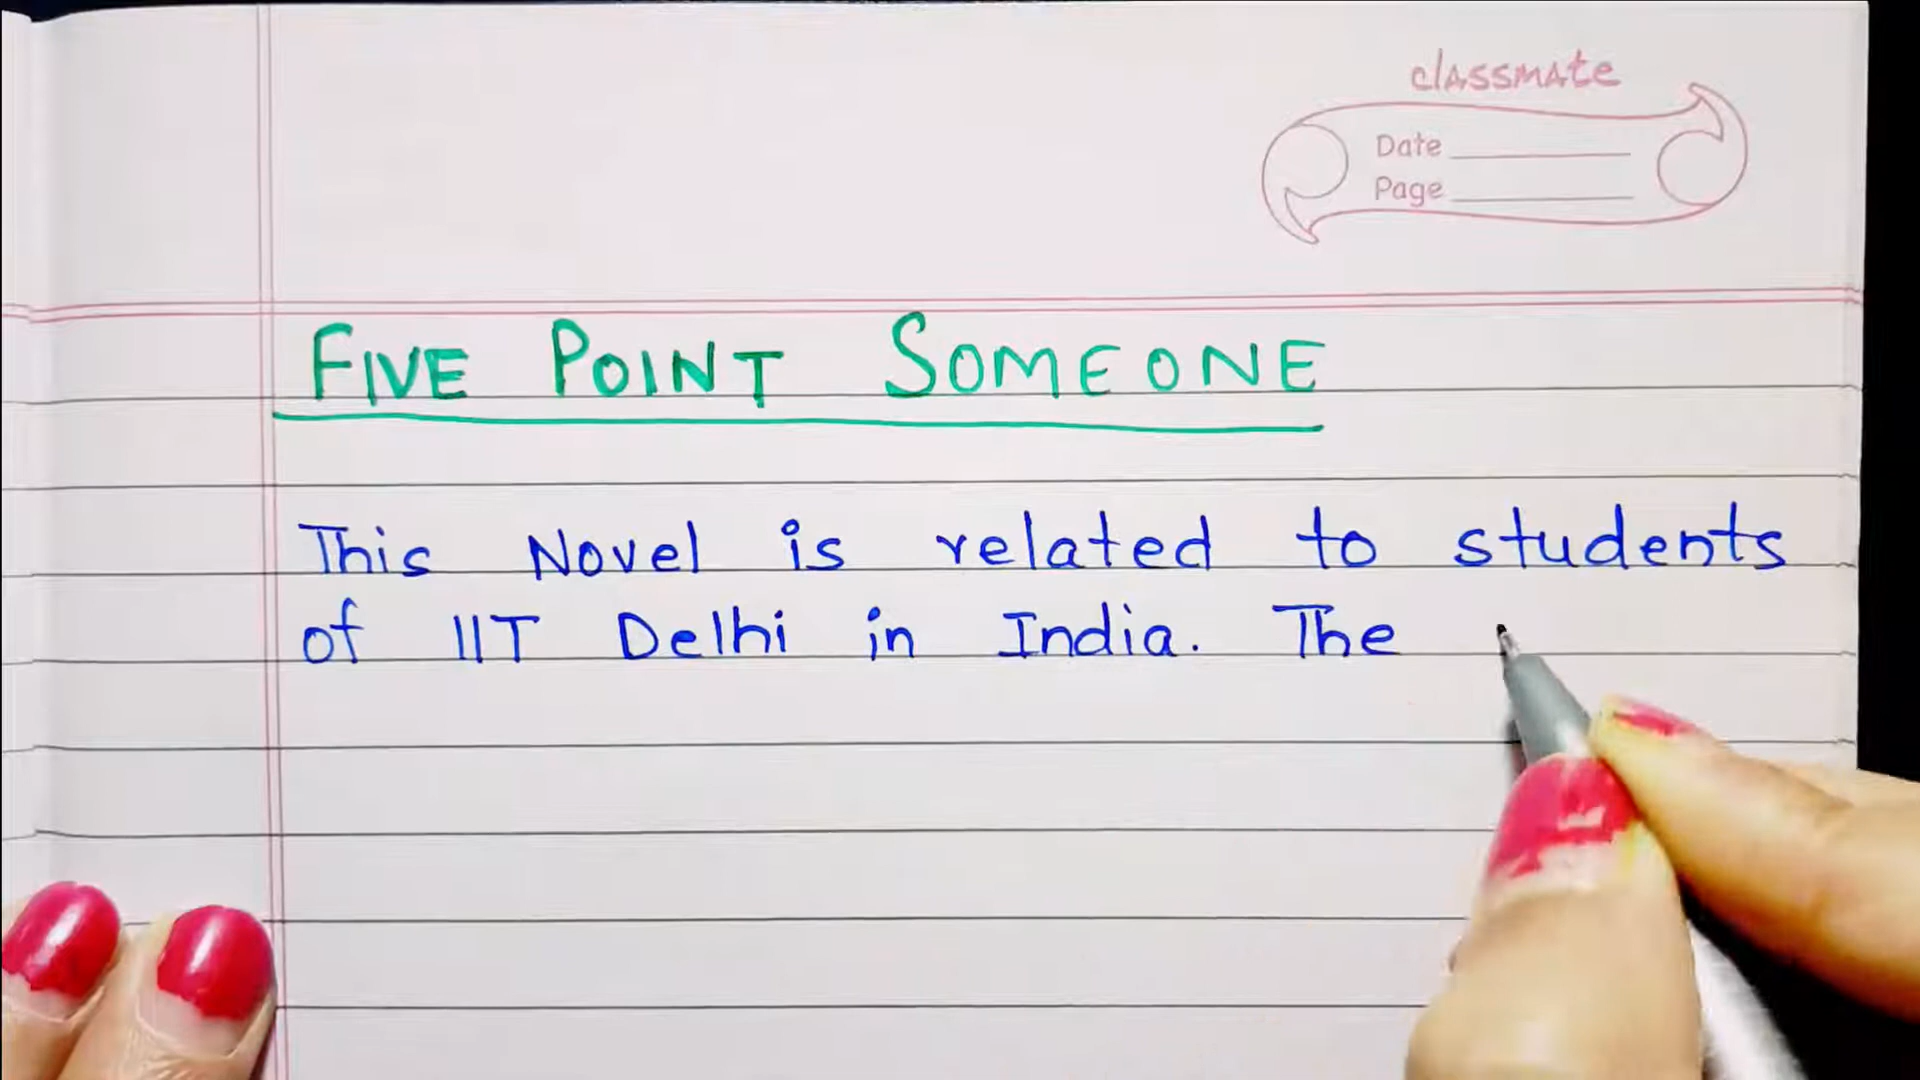 classmate
Date
Page
FIVE POINT SOMEONE
This Novel is related to students
of IIT Delhi in India. The